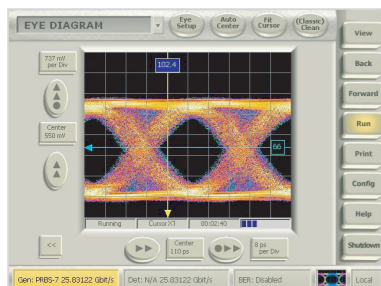 EYE DIAGRAM
Eye Setup
Auto Center
Fit Cursor
(Classic) Clean
View
Back
Forward
Run
Print
Config
Help
Shutdown
737 mV per Div
102.4
Center 550 mV
66
Running
Cursor XY
00:02:40
<<
Center 110 ps
8 ps per Div
Gen: PRBS-7 25.83122 Gbit/s
Det: N/A 25.83122 Gbit/s
BER: Disabled
Local